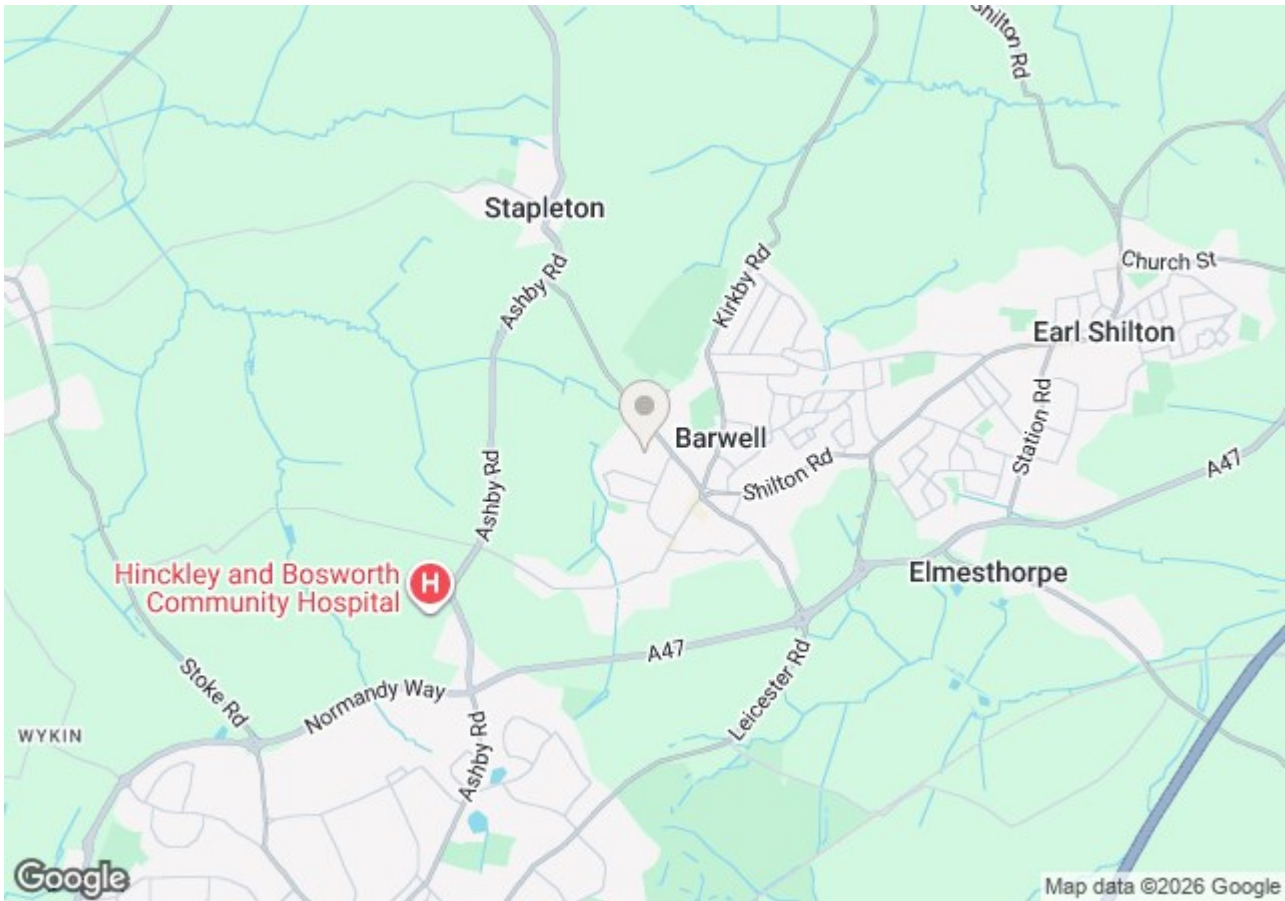 Shilton Rd
Stapleton
Church St
Ashby Rd
Kirkby Rd
Earl Shilton
Station Rd
Barwell
A47
Shilton Rd
Ashby Rd
Hinckley and Bosworth
Community Hospital
H
Elmesthorpe
A47
Leicester Rd
Stoke Rd
Normandy Way
WYKIN
Ashby Rd
Google
Map data ©2026 Google